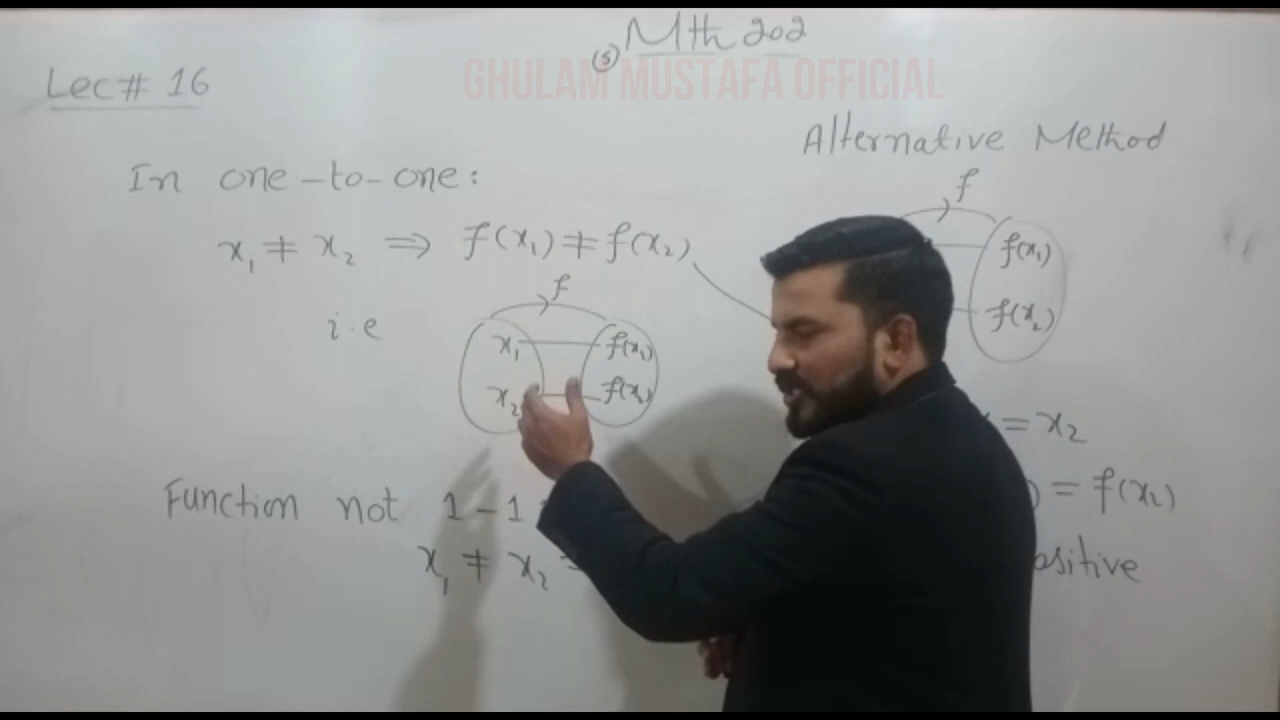 Mth 202
(5)
GHULAM MUSTAFA OFFICIAL
Lec# 16
In one-to-one:
x₁ ≠ x₂ ⇒ f(x₁) ≠ f(x₂)
i.e
f
x₁ f(x₁)
x₂ f(x₂)
Function not 1-1
x₁ ≠ x₂
Alternative Method
f
f(x₁)
f(x₂)
= x₂
) = f(x₂)
ositive